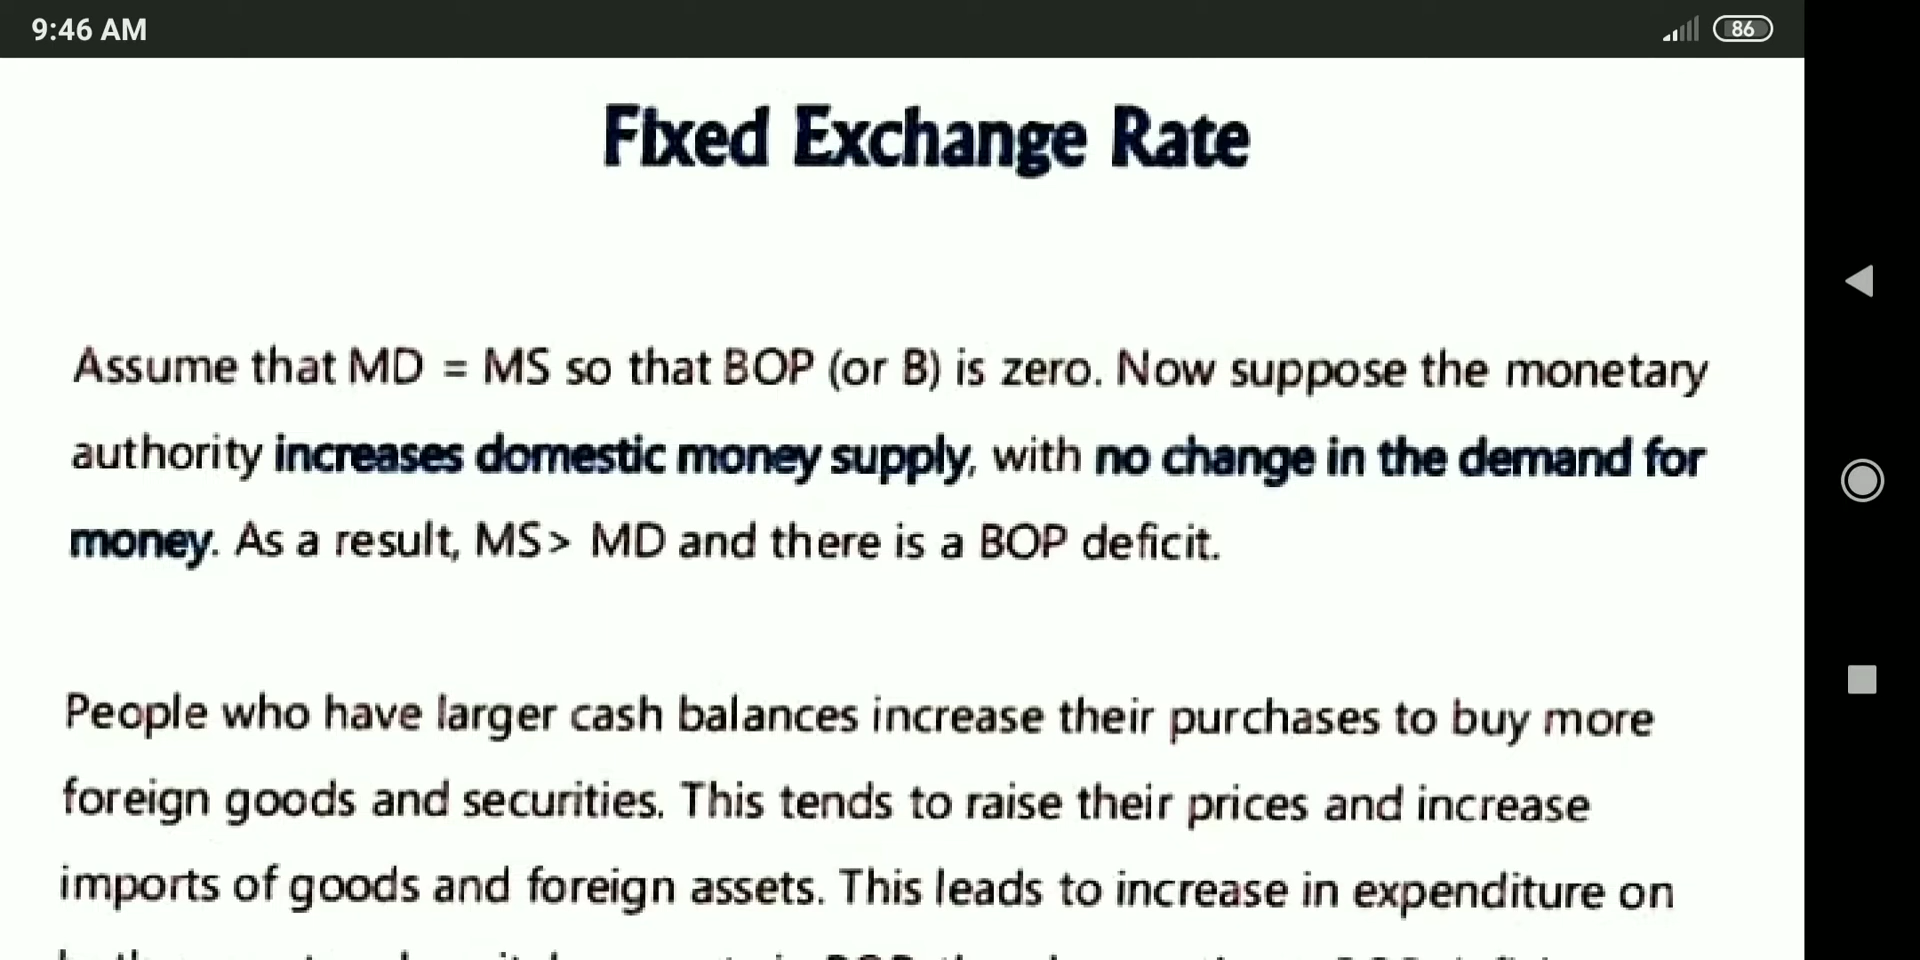 9:46 AM
86
Fixed Exchange Rate
Assume that MD = MS so that BOP (or B) is zero. Now suppose the monetary
authority increases domestic money supply, with no change in the demand for
money. As a result, MS> MD and there is a BOP deficit.
People who have larger cash balances increase their purchases to buy more
foreign goods and securities. This tends to raise their prices and increase
imports of goods and foreign assets. This leads to increase in expenditure on